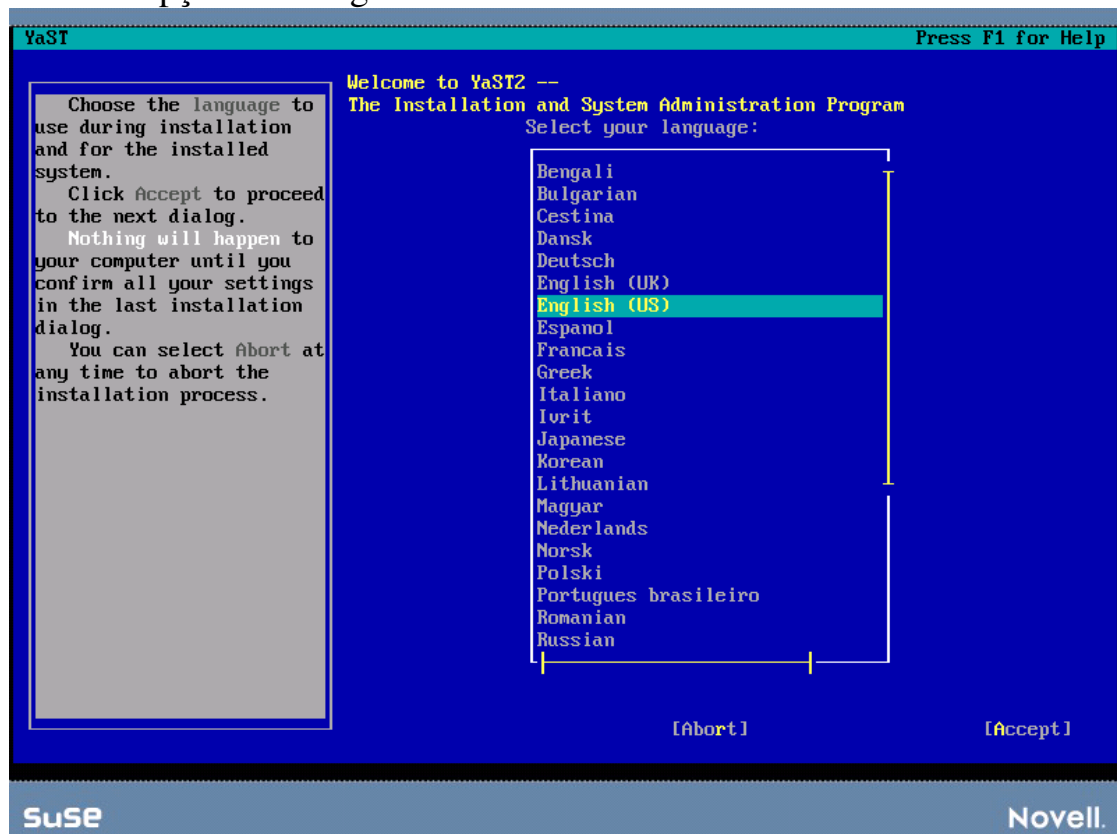 YaST Press F1 for Help
Choose the language to
use during installation
and for the installed
system.
Click Accept to proceed
to the next dialog.
Nothing will happen to
your computer until you
confirm all your settings
in the last installation
dialog.
You can select Abort at
any time to abort the
installation process.
Welcome to YaST2 --
The Installation and System Administration Program
Select your language:
Bengali
Bulgarian
Cestina
Dansk
Deutsch
English (UK)
English (US)
Espanol
Francais
Greek
Italiano
Ivrit
Japanese
Korean
Lithuanian
Magyar
Nederlands
Norsk
Polski
Portugues brasileiro
Romanian
Russian
[Abort] [Accept]
SuSE Novell.